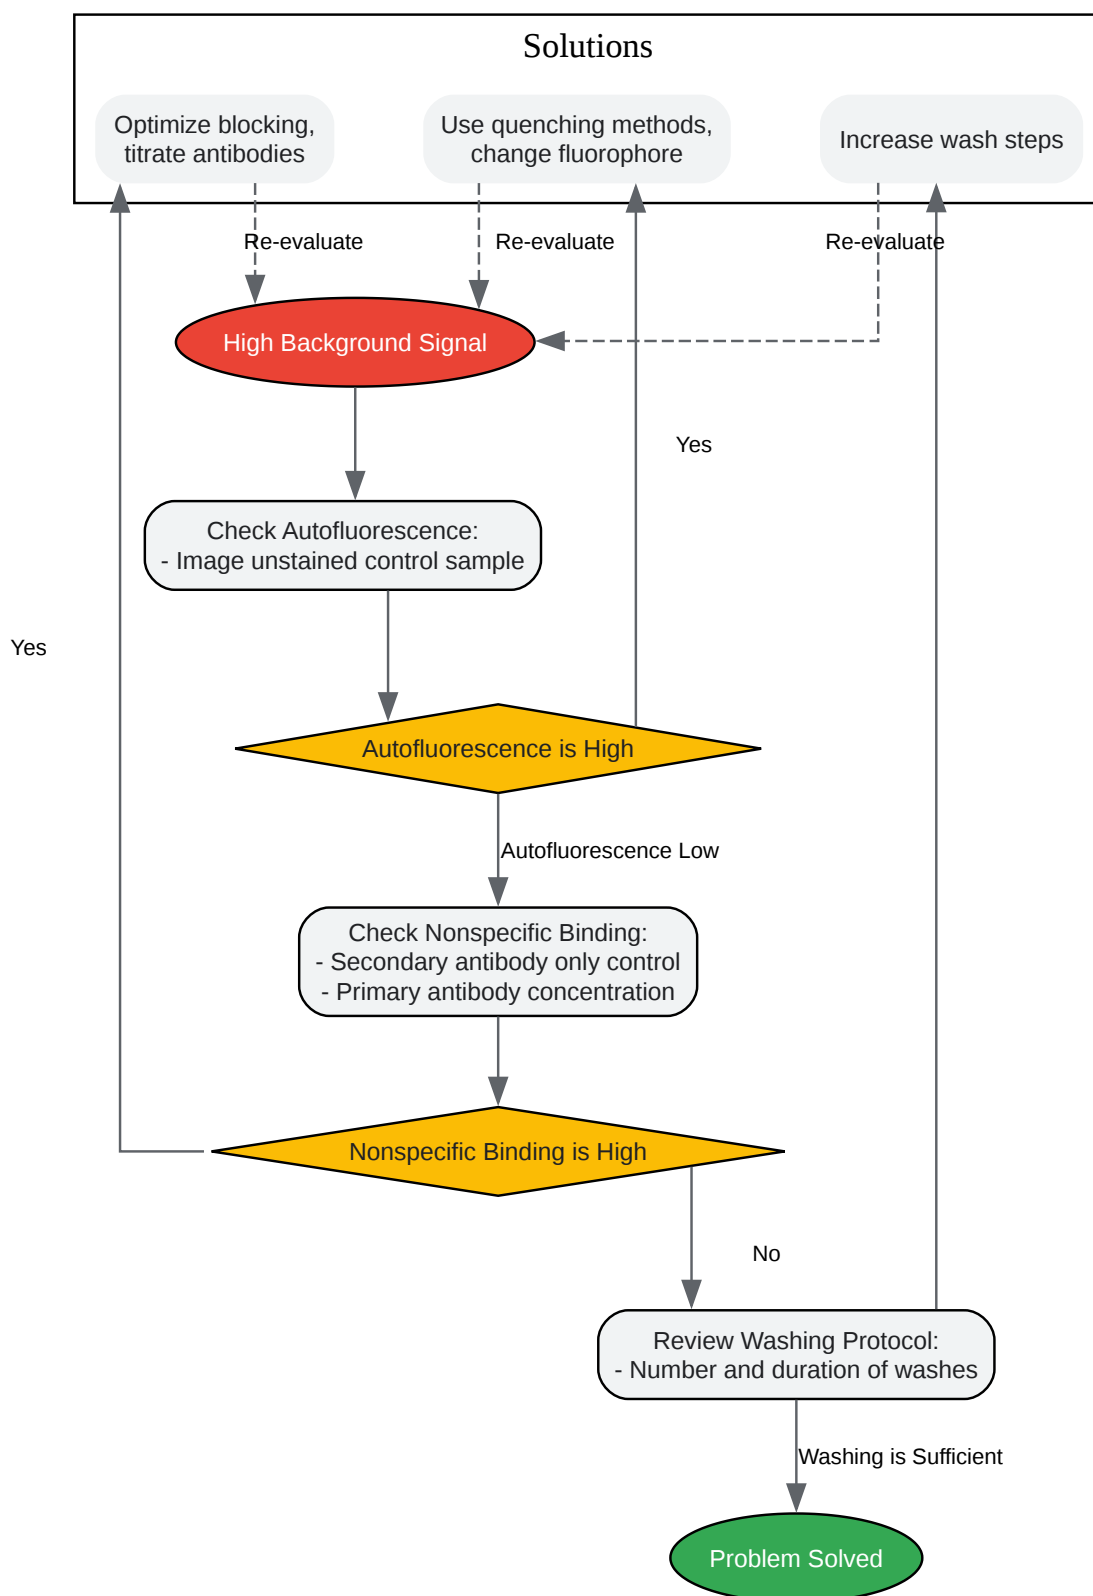 Solutions
Optimize blocking,
titrate antibodies
Use quenching methods,
change fluorophore
Increase wash steps
Re-evaluate
Re-evaluate
Re-evaluate
High Background Signal
Yes
Check Autofluorescence:
- Image unstained control sample
Yes
Autofluorescence is High
Autofluorescence Low
Check Nonspecific Binding:
- Secondary antibody only control
- Primary antibody concentration
Nonspecific Binding is High
No
Review Washing Protocol:
- Number and duration of washes
Washing is Sufficient
Problem Solved